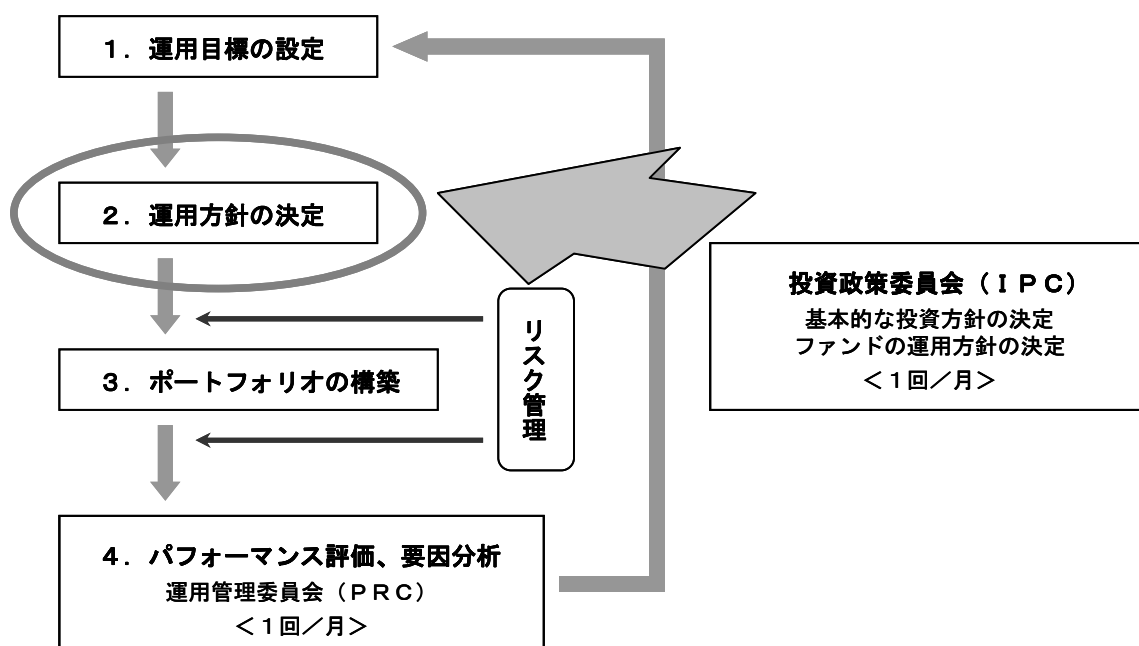 １．運用目標の設定
２．運用方針の決定
３．ポートフォリオの構築
４．パフォーマンス評価、要因分析
運用管理委員会（ＰＲＣ）
＜１回／月＞
リスク管理
投資政策委員会（ＩＰＣ）
基本的な投資方針の決定
ファンドの運用方針の決定
＜１回／月＞